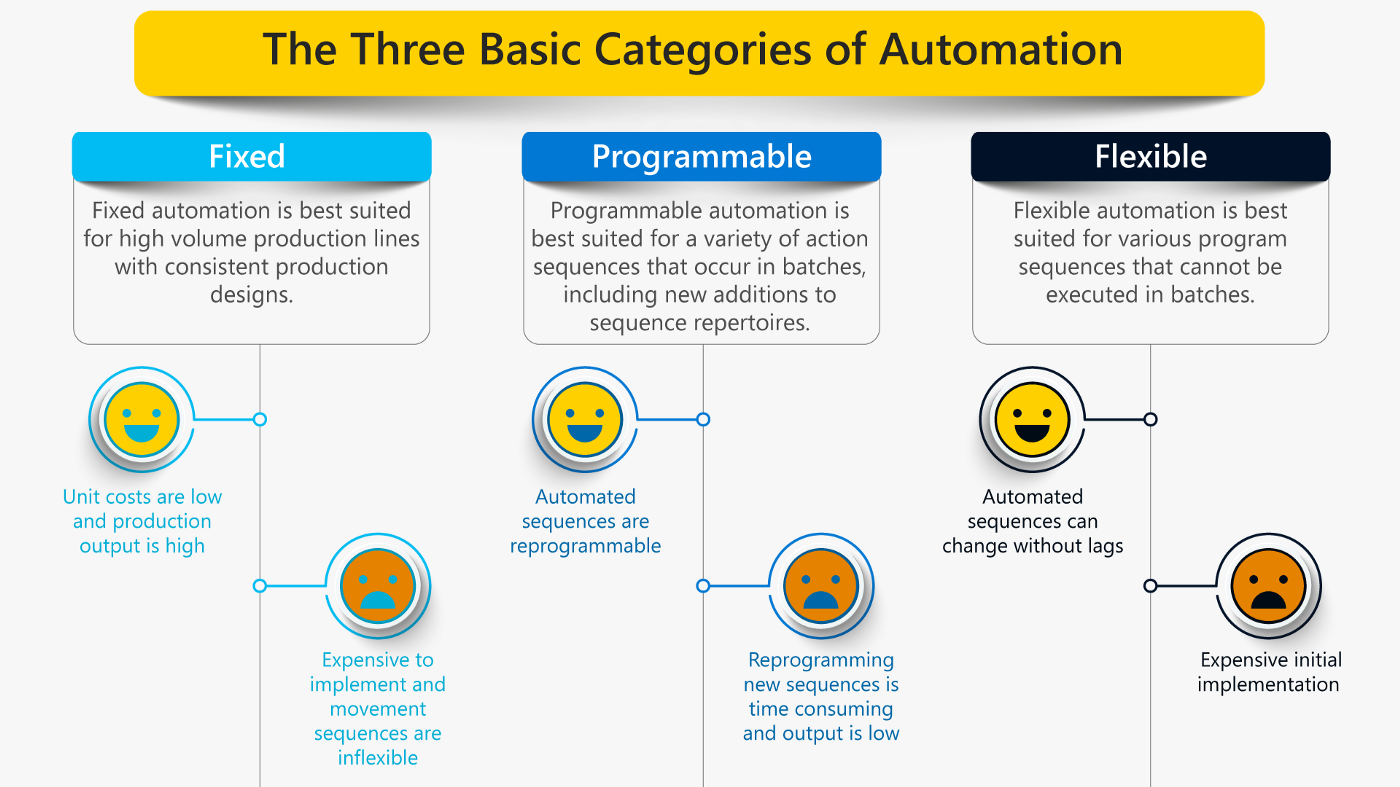 The Three Basic Categories of Automation
Fixed
Fixed automation is best suited
for high volume production lines
with consistent production
designs.
Unit costs are low
and production
output is high
Expensive to
implement and
movement
sequences are
inflexible
Programmable
Programmable automation is
best suited for a variety of action
sequences that occur in batches,
including new additions to
sequence repertoires.
Automated
sequences are
reprogrammable
Reprogramming
new sequences is
time consuming
and output is low
Flexible
Flexible automation is best
suited for various program
sequences that cannot be
executed in batches.
Automated
sequences can
change without lags
Expensive initial
implementation